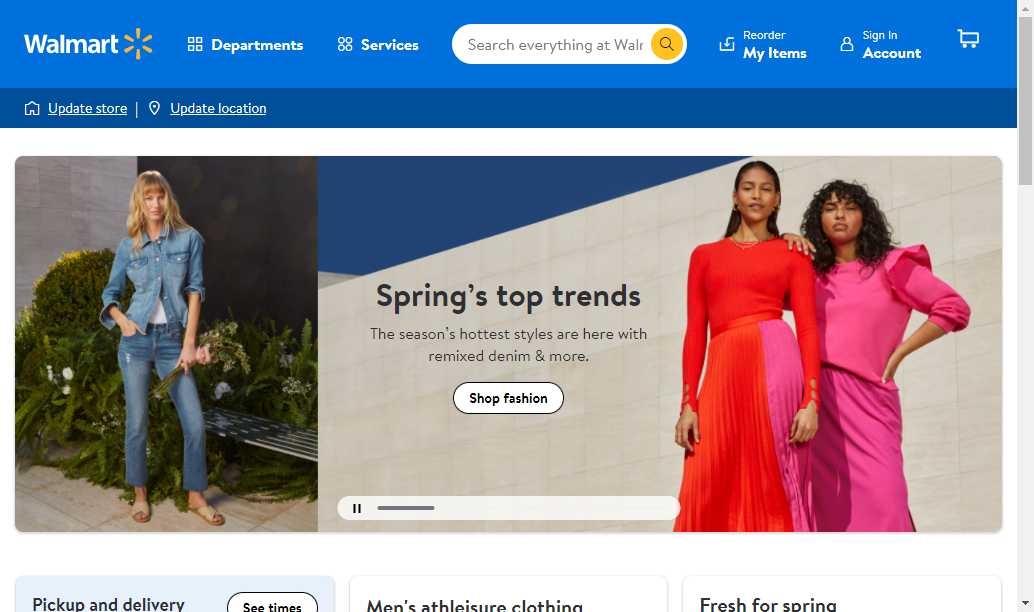 Walmart
Departments
Services
Search everything at Walr
Reorder
My Items
Sign In
Account
Update store | Update location
Spring's top trends
The season's hottest styles are here with
remixed denim & more.
Shop fashion
Pickup and delivery
See times
Men's athleisure clothing
Fresh for spring